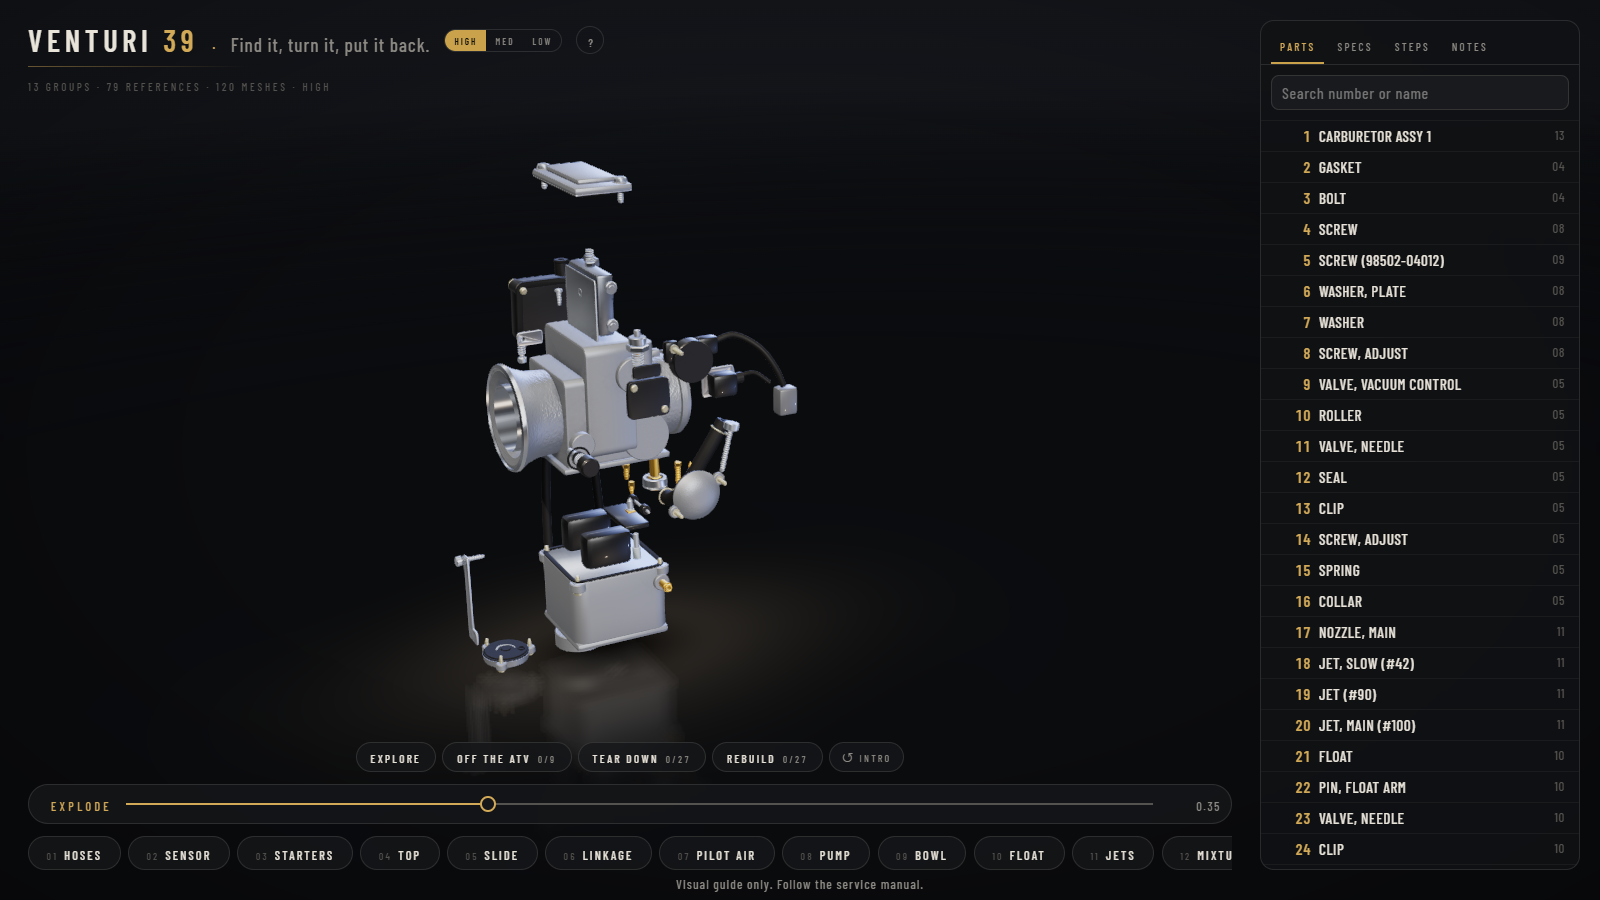 VENTURI 39 · Find it, turn it, put it back. HIGH MED LOW ?
13 GROUPS · 79 REFERENCES · 120 MESHES · HIGH
PARTS SPECS STEPS NOTES
Search number or name
1 CARBURETOR ASSY 1 13
2 GASKET 04
3 BOLT 04
4 SCREW 08
5 SCREW (98502-04012) 09
6 WASHER, PLATE 08
7 WASHER 08
8 SCREW, ADJUST 08
9 VALVE, VACUUM CONTROL 05
10 ROLLER 05
11 VALVE, NEEDLE 05
12 SEAL 05
13 CLIP 05
14 SCREW, ADJUST 05
15 SPRING 05
16 COLLAR 05
17 NOZZLE, MAIN 11
18 JET, SLOW (#42) 11
19 JET (#90) 11
20 JET, MAIN (#100) 11
21 FLOAT 10
22 PIN, FLOAT ARM 10
23 VALVE, NEEDLE 10
24 CLIP 10
EXPLORE OFF THE ATV 0/9 TEAR DOWN 0/27 REBUILD 0/27 ↺ INTRO
EXPLODE 0.35
01 HOSES 02 SENSOR 03 STARTERS 04 TOP 05 SLIDE 06 LINKAGE 07 PILOT AIR 08 PUMP 09 BOWL 10 FLOAT 11 JETS 12 MIXTU
Visual guide only. Follow the service manual.